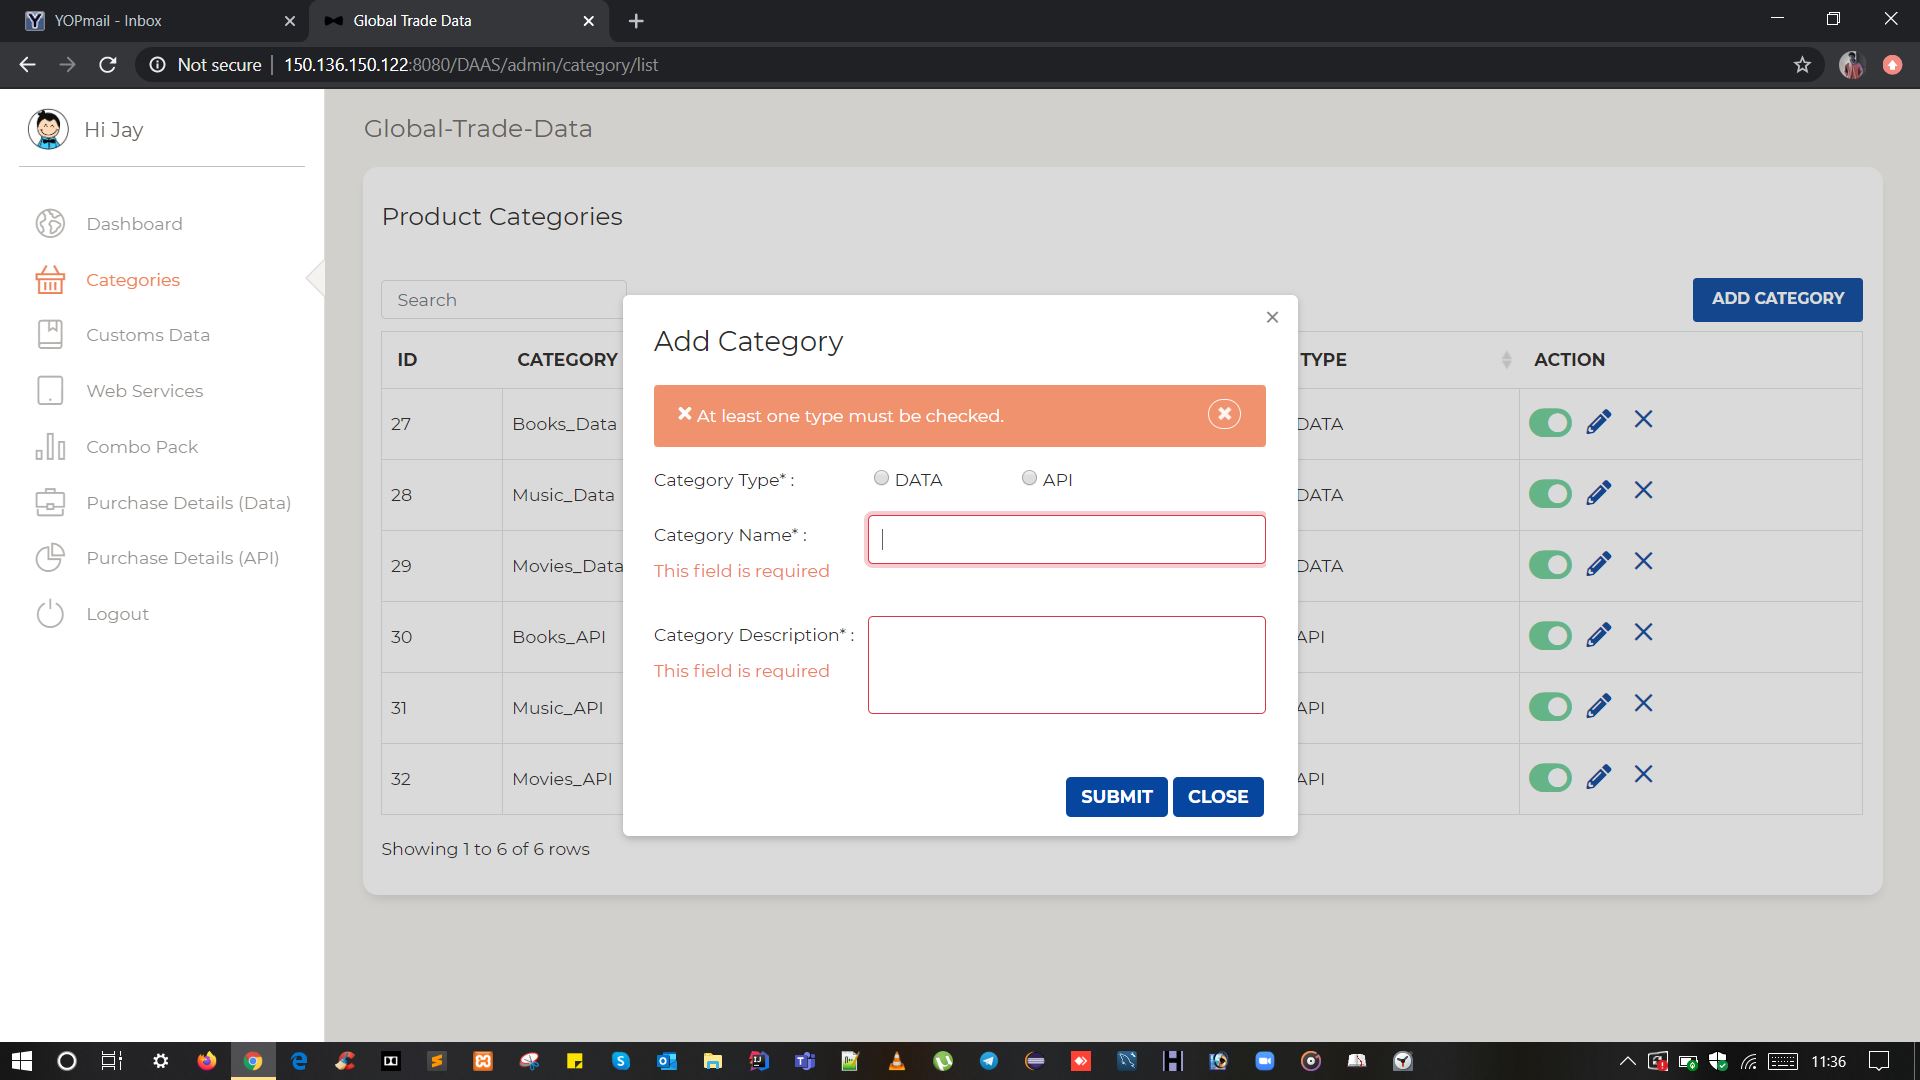 YOPmail - Inbox
Global Trade Data
Not secure | 150.136.150.122:8080/DAAS/admin/category/list
Hi Jay
Dashboard
Categories
Customs Data
Web Services
Combo Pack
Purchase Details (Data)
Purchase Details (API)
Logout
Global-Trade-Data
Product Categories
Search
ADD CATEGORY
ID CATEGORY TYPE ACTION
27 Books_Data DATA
28 Music_Data DATA
29 Movies_Data DATA
30 Books_API API
31 Music_API API
32 Movies_API API
Showing 1 to 6 of 6 rows
Add Category
At least one type must be checked.
Category Type* : DATA API
Category Name* :
This field is required
Category Description* :
This field is required
SUBMIT CLOSE
11:36